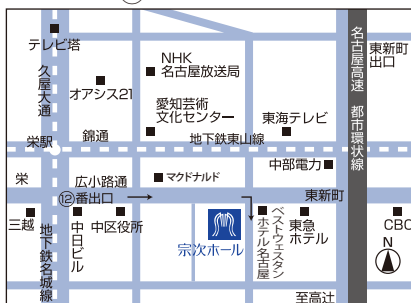 テレビ塔
久屋大通
オアシス21
NHK
名古屋放送局
名古屋高速 都市環状線
東新町
出口
愛知芸術
文化センター
東海テレビ
栄駅
錦通
地下鉄東山線
中部電力
栄
広小路通
マクドナルド
⑫番出口
東新町
三越
地下鉄名城線
中日ビル
中区役所
宗次ホール
ベストウェスタン
ホテル名古屋
東急
ホテル
CBC
N
至高辻